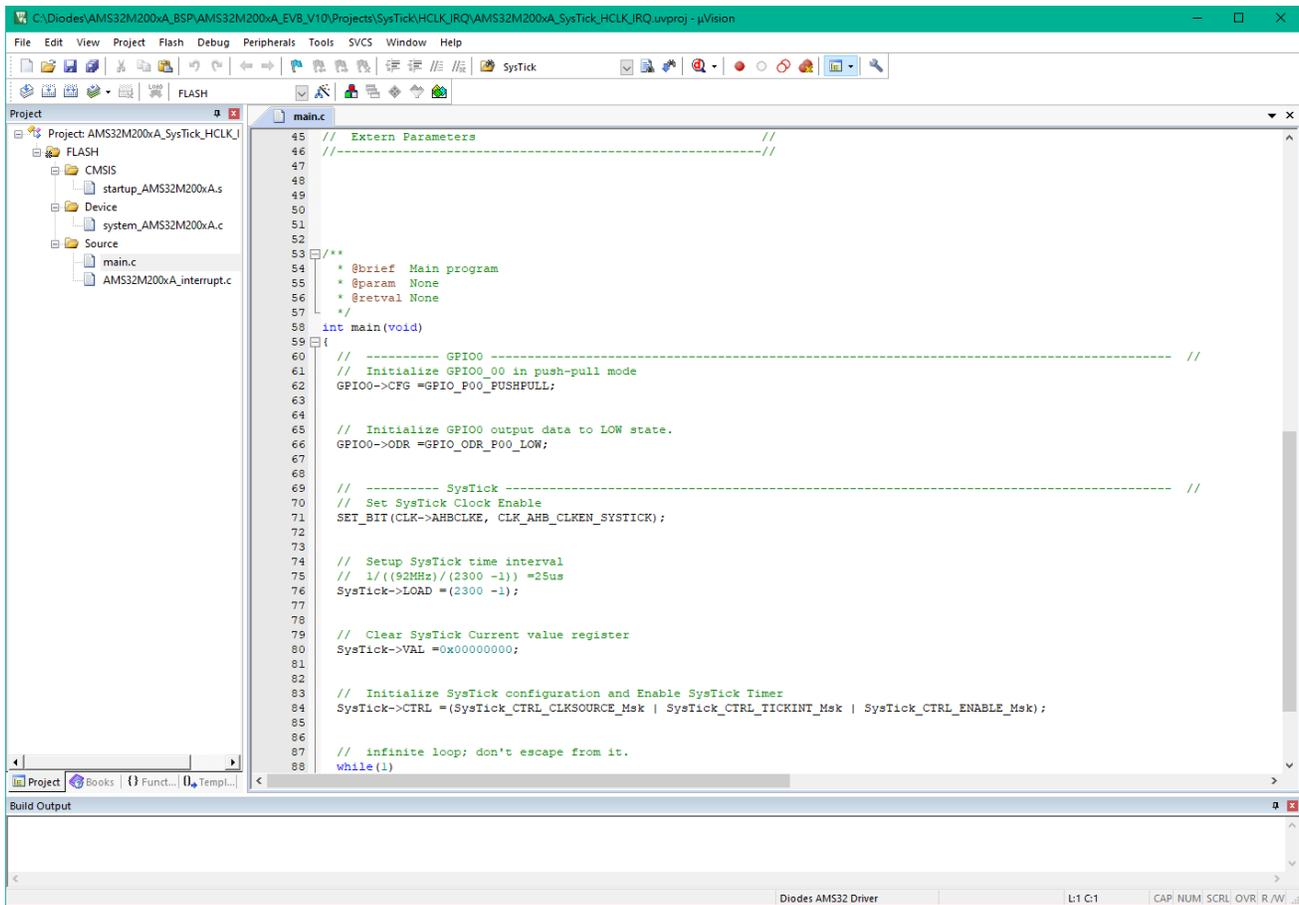 C:\Diodes\AMS32M200xA_BSP\AMS32M200xA_EVB_V10\Projects\SysTick\HCLK_IRQ\AMS32M200xA_SysTick_HCLK_IRQ.uvproj - µVision
File Edit View Project Flash Debug Peripherals Tools SVCS Window Help
SysTick
LOAD
FLASH
Project
Project: AMS32M200xA_SysTick_HCLK_I
FLASH
CMSIS
startup_AMS32M200xA.s
Device
system_AMS32M200xA.c
Source
main.c
AMS32M200xA_interrupt.c
Project Books {} Funct... Templ...
main.c
45 // Extern Parameters //
46 //----------------------------------------------------------//
47
48
49
50
51
52
53 /**
54 * @brief Main program
55 * @param None
56 * @retval None
57 */
58 int main(void)
59 {
60 // ---------- GPIO0 --------------------------------------------------------------------------------------------- //
61 // Initialize GPIO0_00 in push-pull mode
62 GPIO0->CFG =GPIO_P00_PUSHPULL;
63
64
65 // Initialize GPIO0 output data to LOW state.
66 GPIO0->ODR =GPIO_ODR_P00_LOW;
67
68
69 // ---------- SysTick ------------------------------------------------------------------------------------------- //
70 // Set SysTick Clock Enable
71 SET_BIT(CLK->AHBCLKE, CLK_AHB_CLKEN_SYSTICK);
72
73
74 // Setup SysTick time interval
75 // 1/((92MHz)/(2300 -1)) =25us
76 SysTick->LOAD =(2300 -1);
77
78
79 // Clear SysTick Current value register
80 SysTick->VAL =0x00000000;
81
82
83 // Initialize SysTick configuration and Enable SysTick Timer
84 SysTick->CTRL =(SysTick_CTRL_CLKSOURCE_Msk | SysTick_CTRL_TICKINT_Msk | SysTick_CTRL_ENABLE_Msk);
85
86
87 // infinite loop; don't escape from it.
88 while(1)
Build Output
Diodes AMS32 Driver L:1 C:1 CAP NUM SCRL OVR R/W